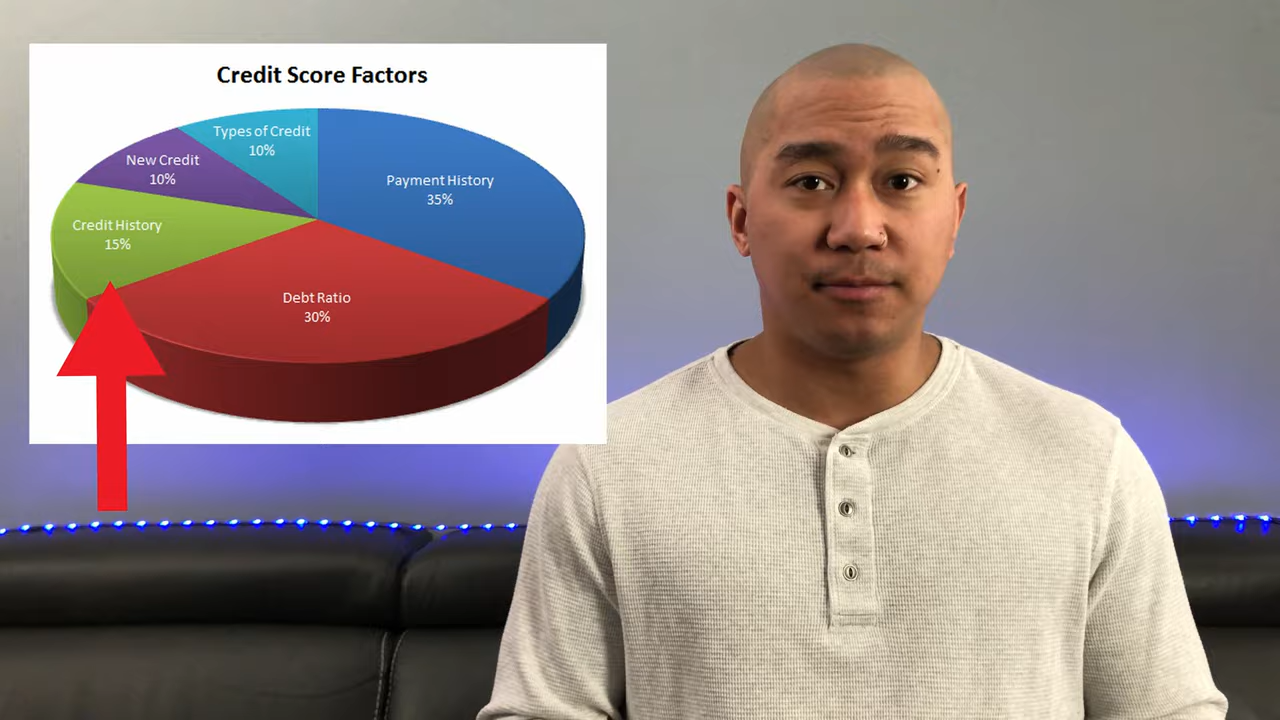 Credit Score Factors
Types of Credit
10%
New Credit
10%
Payment History
35%
Credit History
15%
Debt Ratio
30%